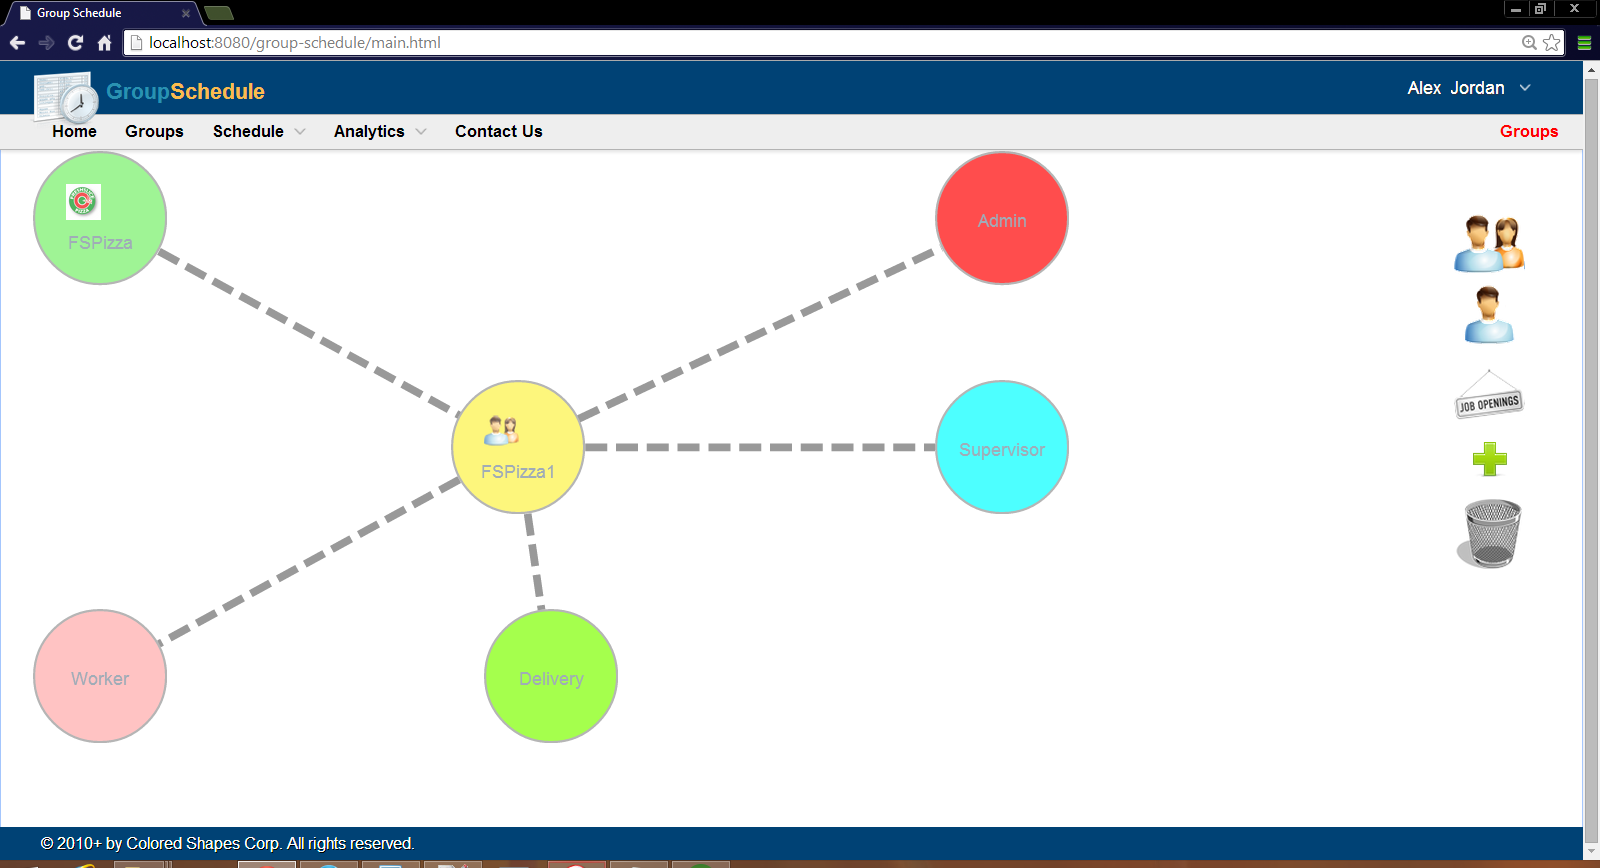 Group Schedule
localhost:8080/group-schedule/main.html
GroupSchedule
Alex Jordan
Home Groups Schedule Analytics Contact Us Groups
FSPizza
Admin
JOB OPENINGS
FSPizza1
Supervisor
Worker
Delivery
© 2010+ by Colored Shapes Corp. All rights reserved.